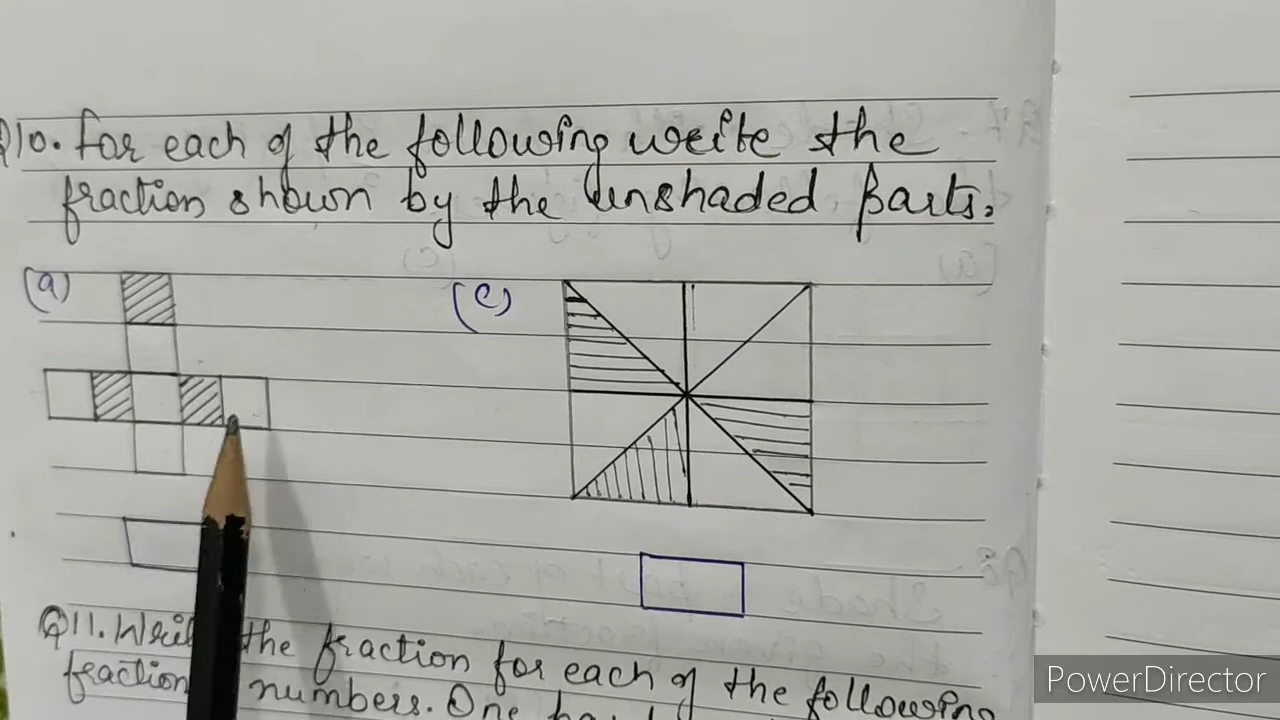 Q10. For each of the following write the
fraction shown by the unshaded parts.
(a)
(c)
Q11. Write the fraction for each of the following
fraction numbers. One
PowerDirector